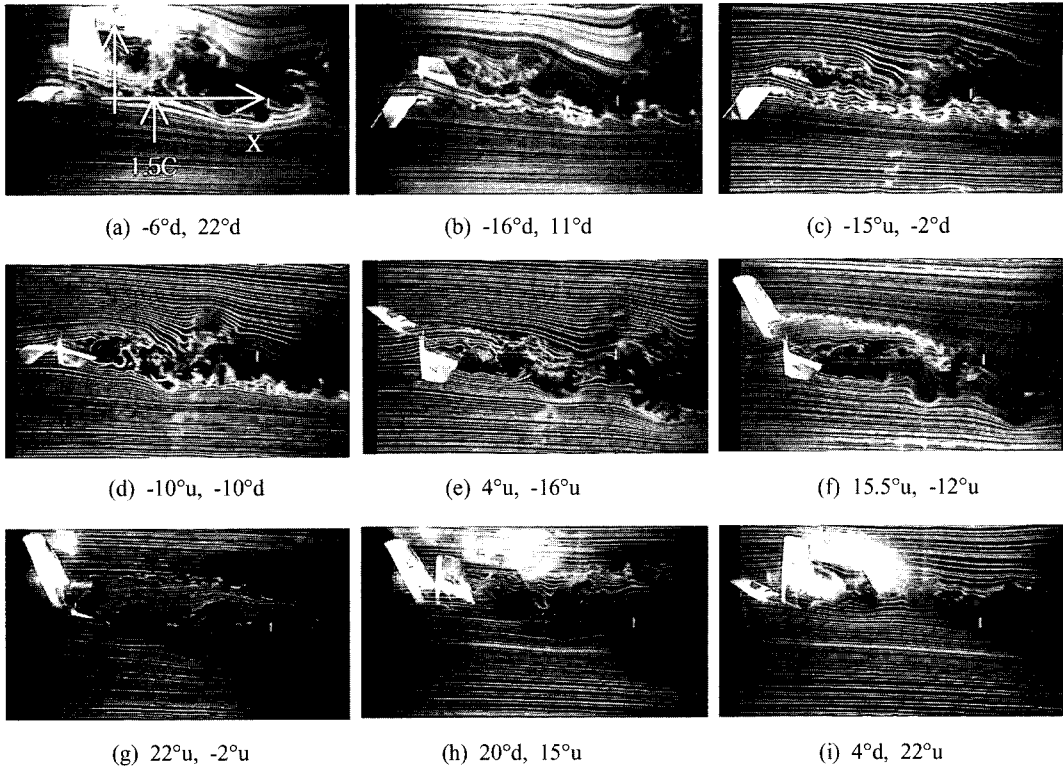 X
1.5C
(a) -6°d, 22°d
(b) -16°d, 11°d
(c) -15°u, -2°d
(d) -10°u, -10°d
(e) 4°u, -16°u
(f) 15.5°u, -12°u
(g) 22°u, -2°u
(h) 20°d, 15°u
(i) 4°d, 22°u